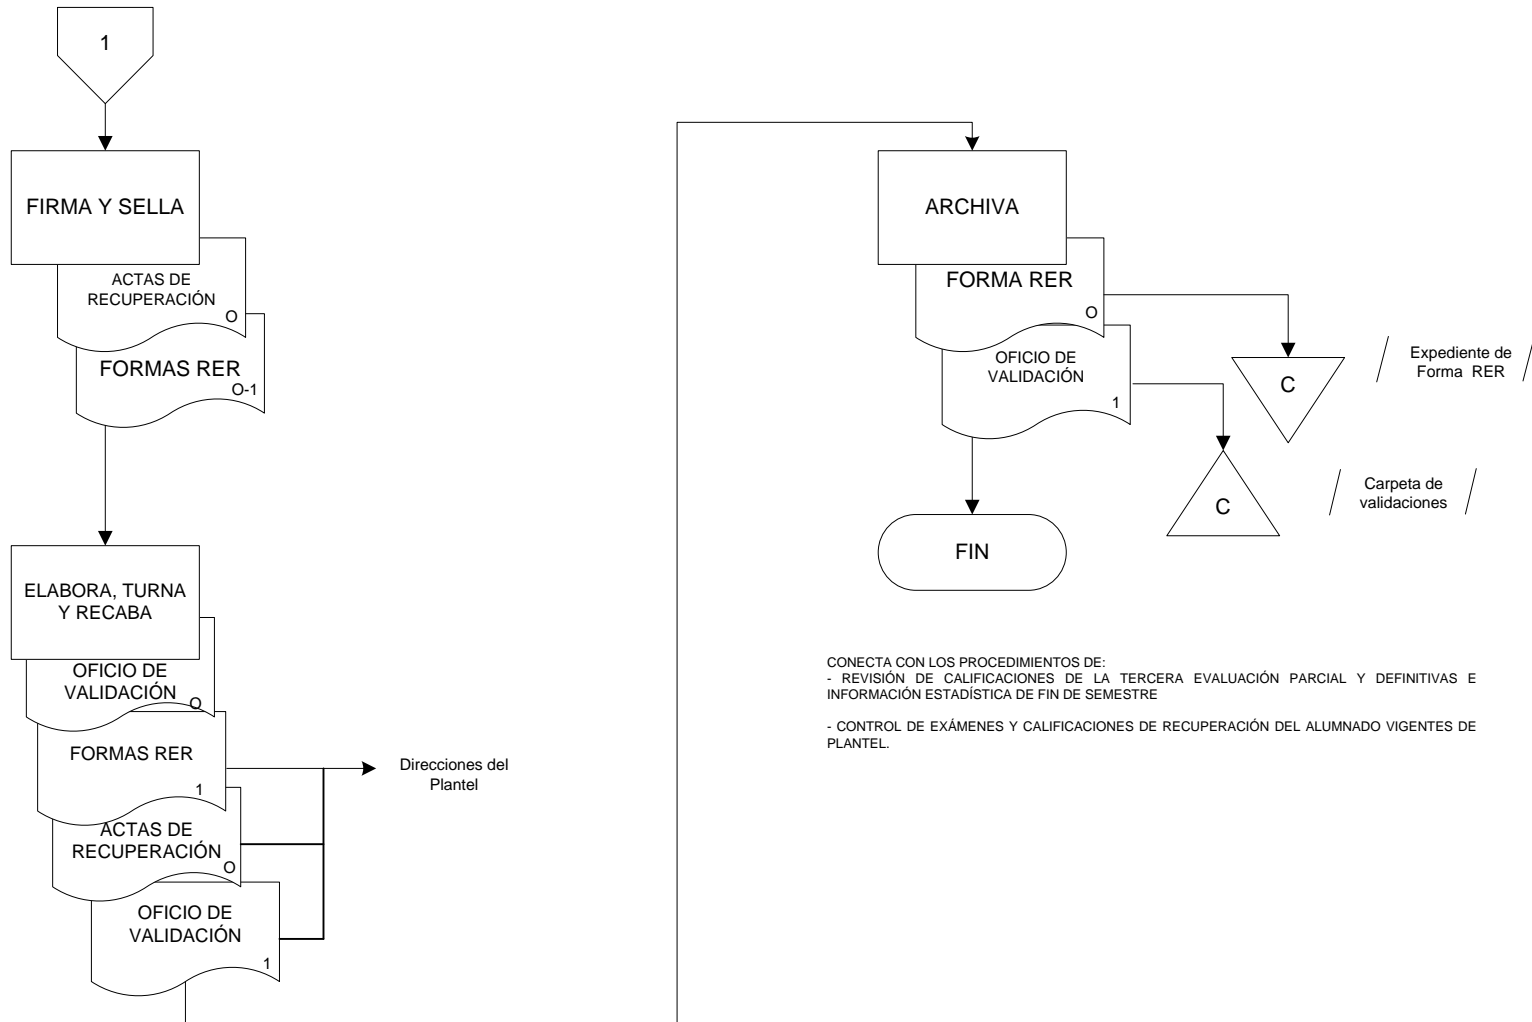 1
FIRMA Y SELLA
ACTAS DE
RECUPERACIÓN
O
FORMAS RER
O-1
ELABORA, TURNA
Y RECABA
OFICIO DE
VALIDACIÓN
O
FORMAS RER
1
Direcciones del
Plantel
ACTAS DE
RECUPERACIÓN
O
OFICIO DE
VALIDACIÓN
1
ARCHIVA
FORMA RER
O
OFICIO DE
VALIDACIÓN
1
C
/ Expediente de /
Forma RER
C
/ Carpeta de /
validaciones
FIN
CONECTA CON LOS PROCEDIMIENTOS DE:
- REVISIÓN DE CALIFICACIONES DE LA TERCERA EVALUACIÓN PARCIAL Y DEFINITIVAS E
INFORMACIÓN ESTADÍSTICA DE FIN DE SEMESTRE
- CONTROL DE EXÁMENES Y CALIFICACIONES DE RECUPERACIÓN DEL ALUMNADO VIGENTES DE
PLANTEL.